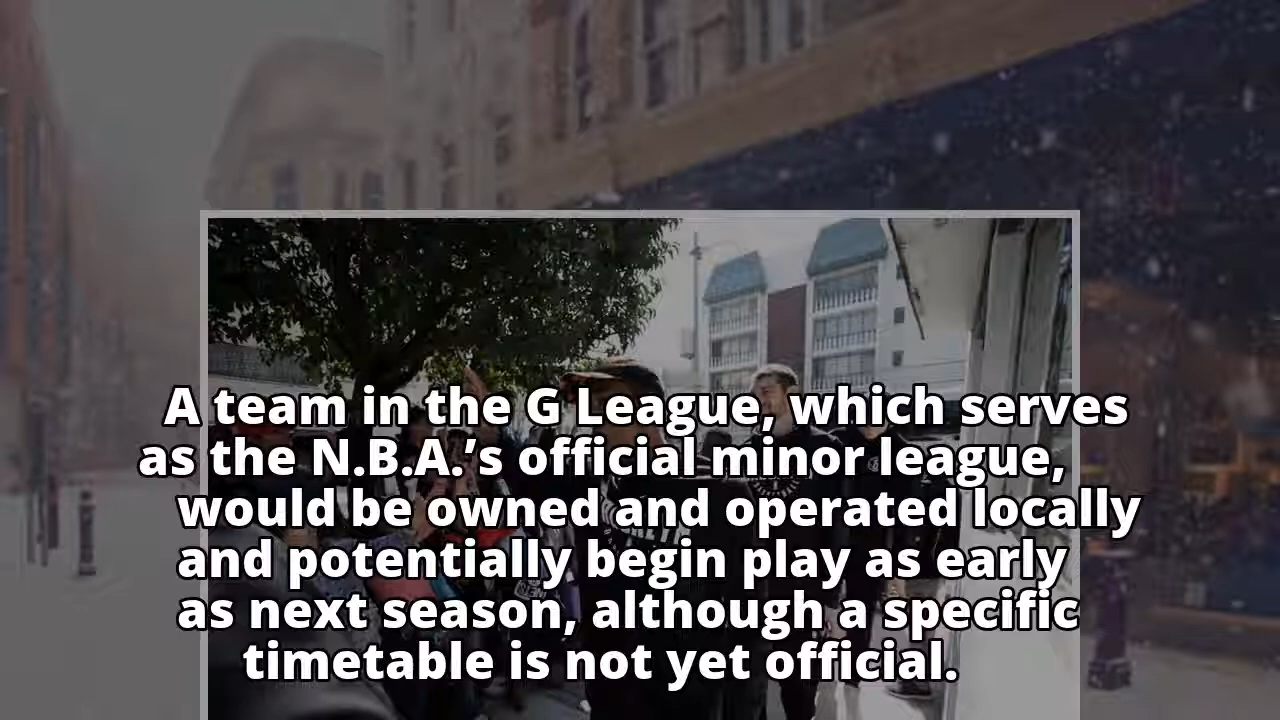 A team in the G League, which serves
as the N.B.A.’s official minor league,
would be owned and operated locally
and potentially begin play as early
as next season, although a specific
timetable is not yet official.